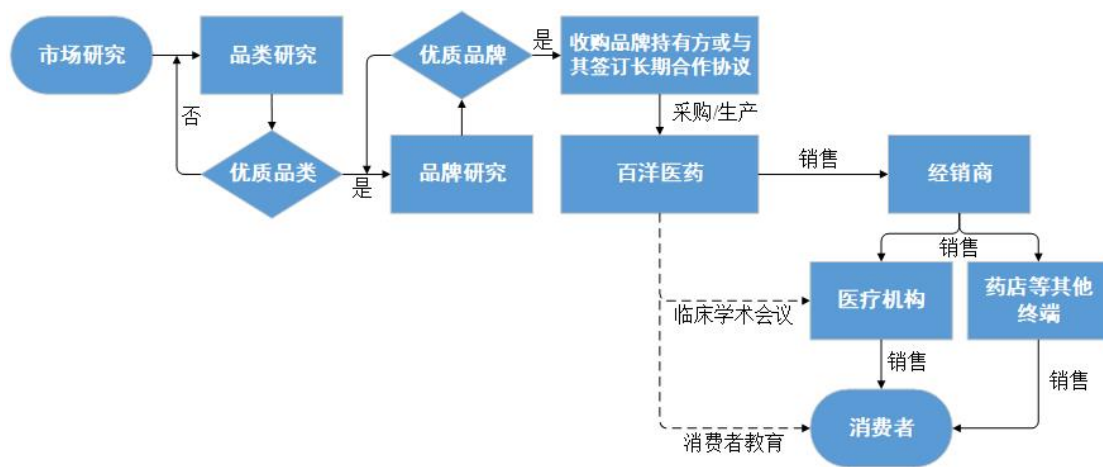 市场研究
品类研究
否
优质品类
是
品牌研究
优质品牌
是
收购品牌持有方或与
其签订长期合作协议
采购/生产
百洋医药
销售
经销商
销售
医疗机构
药店等其他
终端
临床学术会议
销售
销售
消费者
消费者教育